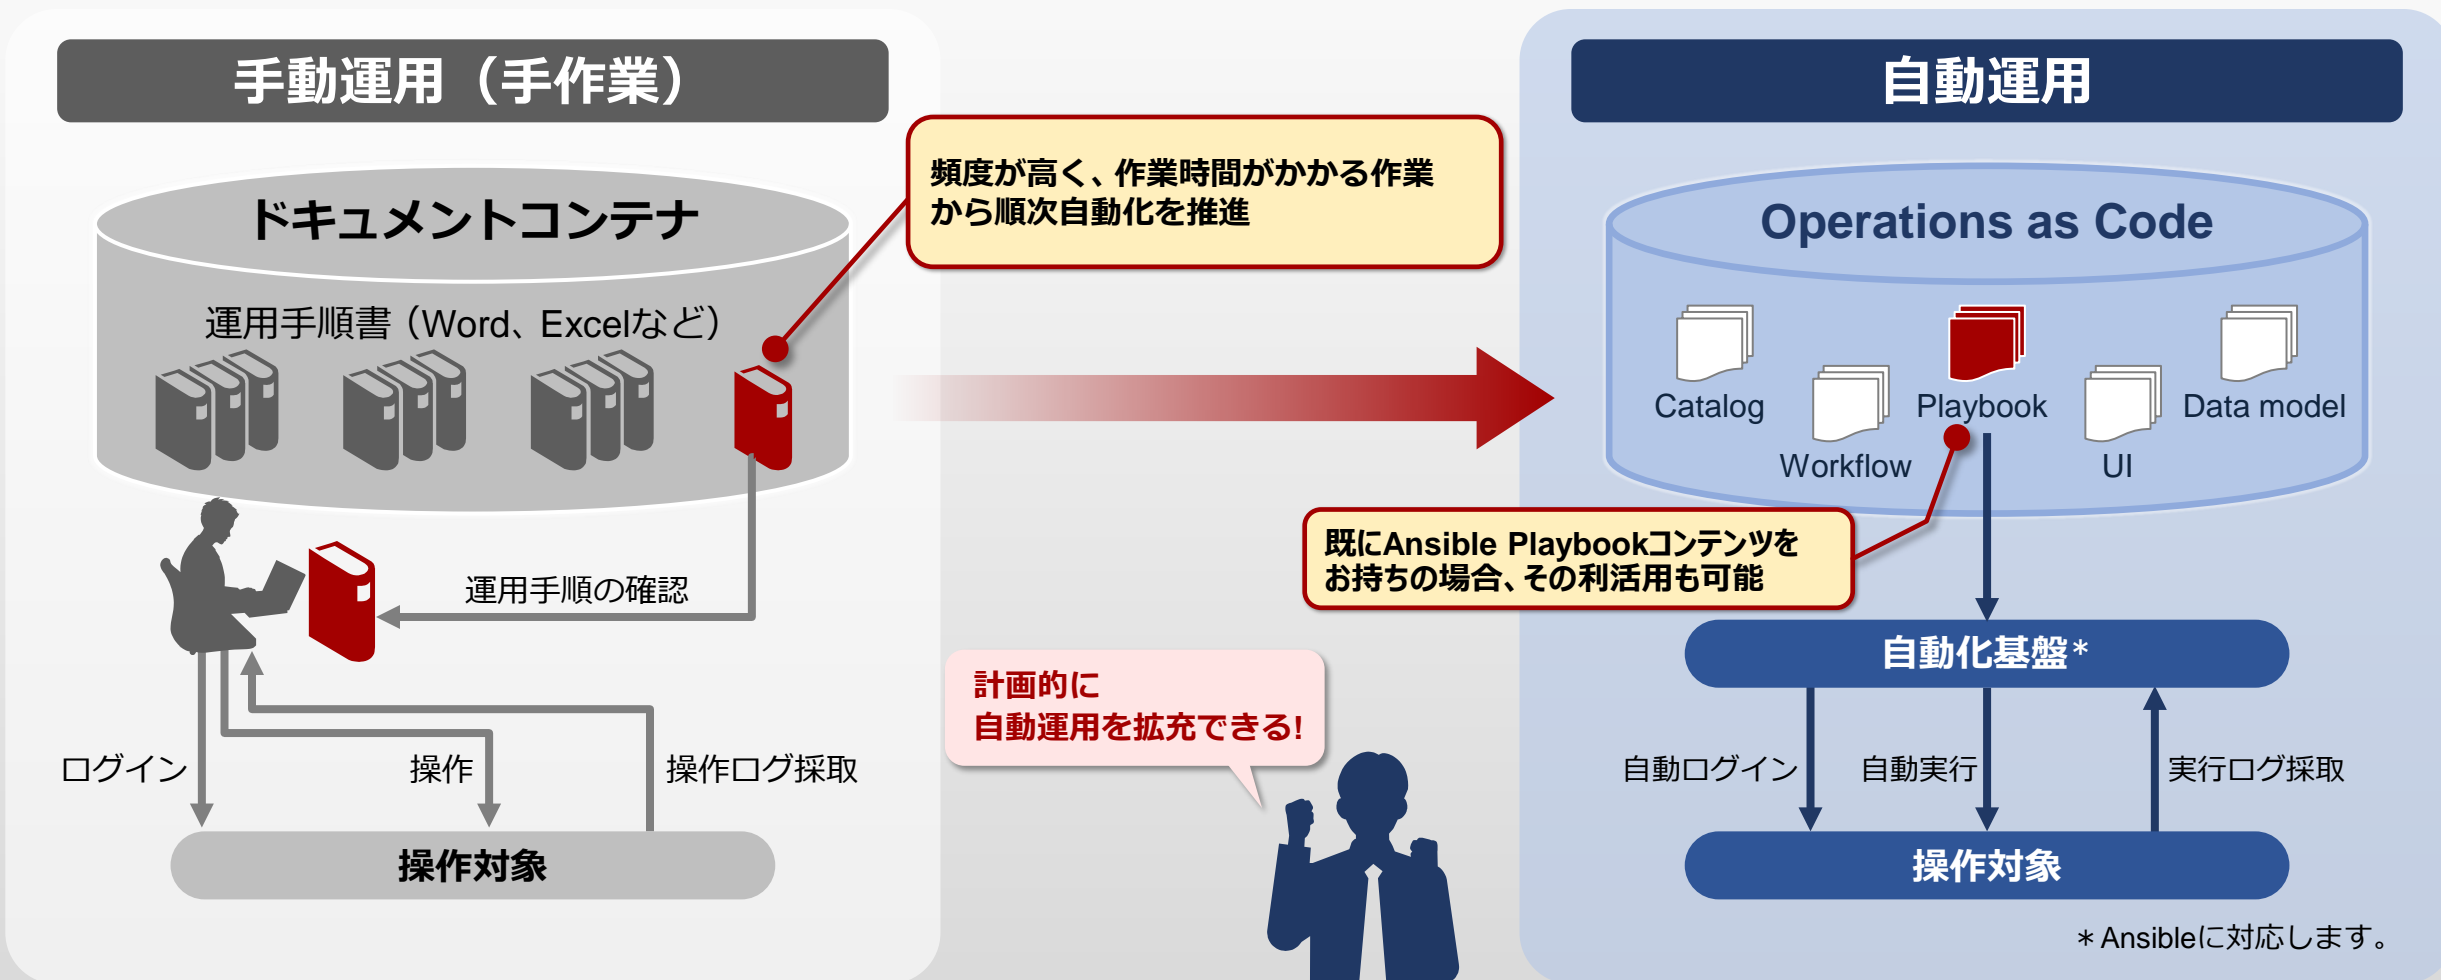 手動運用（手作業）
ドキュメントコンテナ
運用手順書（Word、Excelなど）
運用手順の確認
ログイン
操作
操作ログ採取
操作対象
頻度が高く、作業時間がかかる作業
から順次自動化を推進
計画的に
自動運用を拡充できる!
自動運用
Operations as Code
Catalog
Workflow
Playbook
UI
Data model
既にAnsible Playbookコンテンツを
お持ちの場合、その利活用も可能
自動化基盤*
自動ログイン
自動実行
実行ログ採取
操作対象
* Ansibleに対応します。